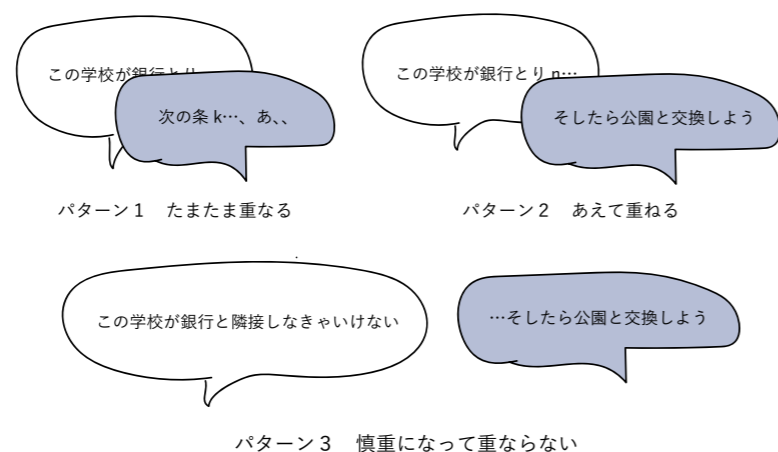 この学校が銀行とり
次の条 k…、あ、、
パターン１　たまたま重なる
この学校が銀行とり n…
そしたら公園と交換しよう
パターン２　あえて重ねる
この学校が銀行と隣接しなきゃいけない
…そしたら公園と交換しよう
パターン３　慎重になって重ならない